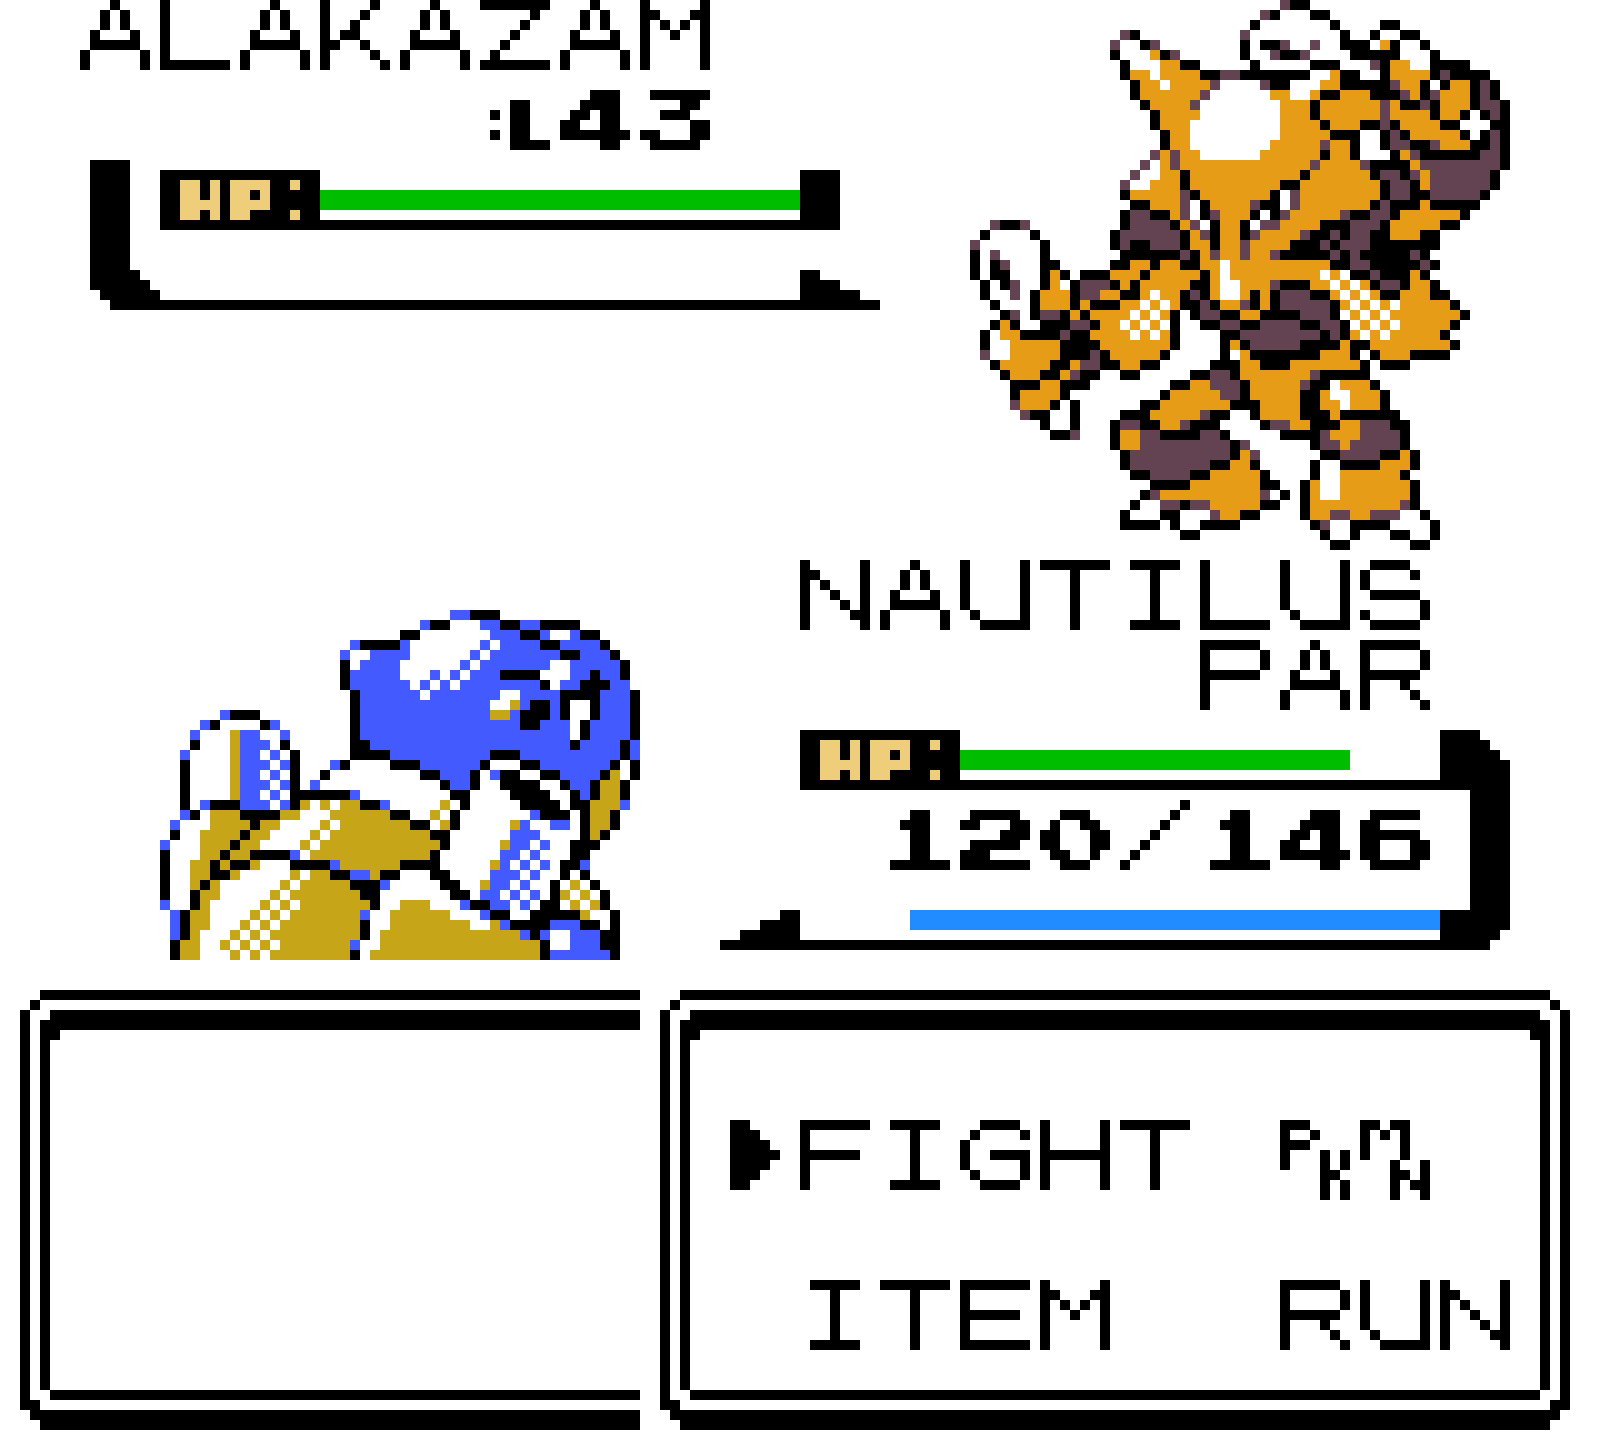 ALAKAZAM
:L43
HP:
NAUTILUS
PAR
HP:
120/146
▶FIGHT PKMN
ITEM RUN